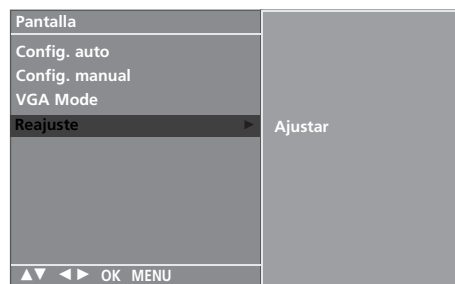 Pantalla
Config. auto
Config. manual
VGA Mode
Reajuste ▶ Ajustar
▲▼ ◀▶ OK MENU